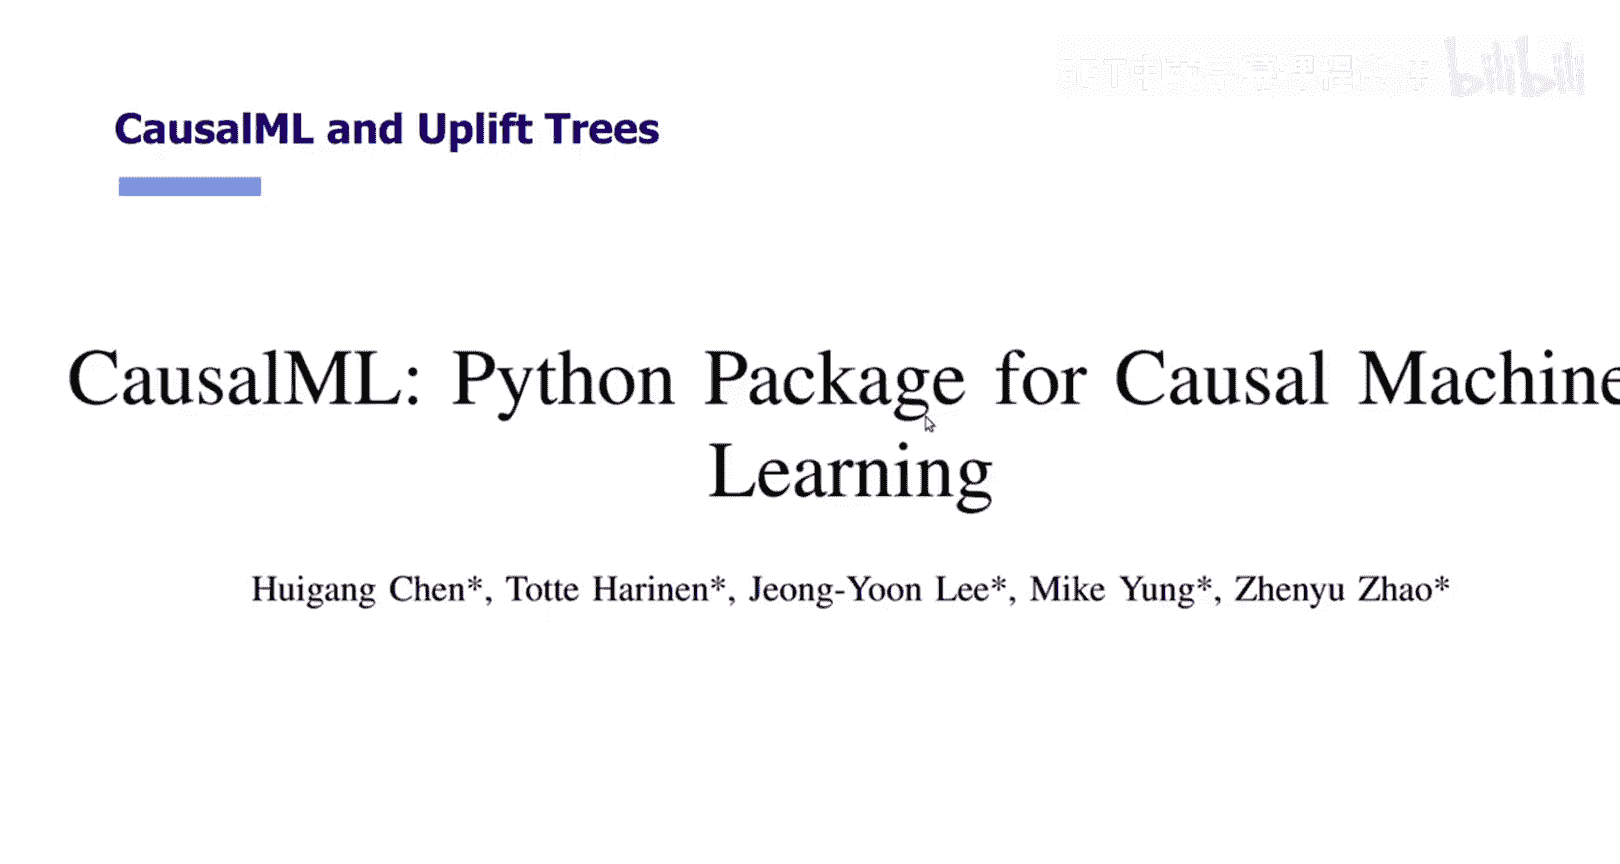 bilibili
CausalML and Uplift Trees
CausalML: Python Package for Causal Machine
Learning
Huigang Chen*, Totte Harinen*, Jeong-Yoon Lee*, Mike Yung*, Zhenyu Zhao*